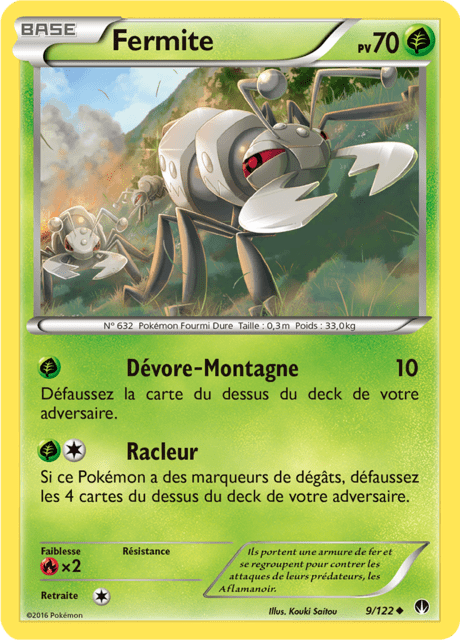 BASE Fermite PV70
N° 632 Pokémon Fourmi Dure Taille : 0,3m Poids : 33,0kg
Dévore-Montagne 10
Défaussez la carte du dessus du deck de votre
adversaire.
Racleur
Si ce Pokémon a des marqueurs de dégâts, défaussez
les 4 cartes du dessus du deck de votre adversaire.
Faiblesse Résistance
×2
Retraite
Ils portent une armure de fer et
se regroupent pour contrer les
attaques de leurs prédateurs, les
Aflamanoir.
©2016 Pokémon Illus. Kouki Saitou 9/122